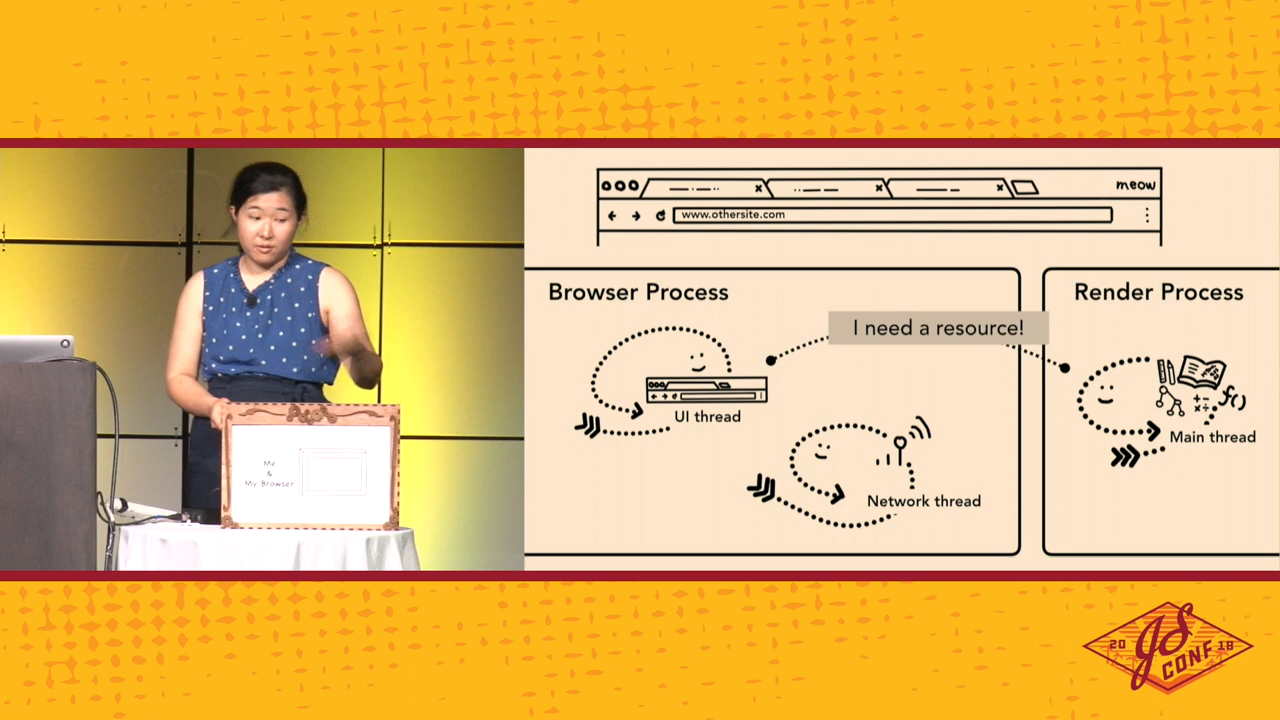 Me
&
My Browser
meow
www.othersite.com
Browser Process
Render Process
I need a resource!
UI thread
f()
Main thread
Network thread
20 JS 18
CONF